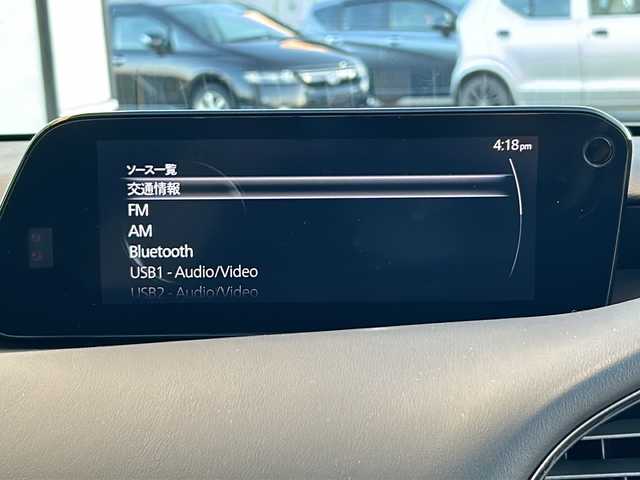 4:18pm
ソース一覧
交通情報
FM
AM
Bluetooth
USB1 - Audio/Video
USB2 - Audio/Video